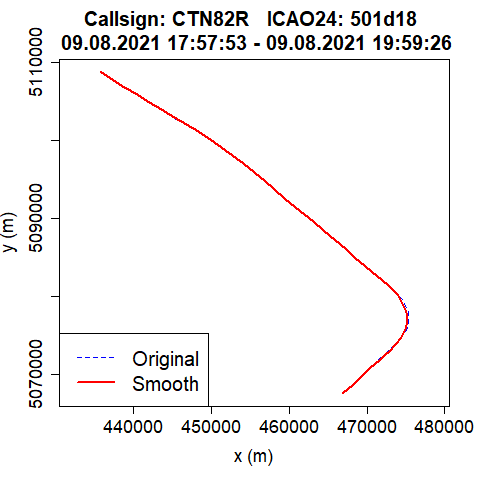 Callsign: CTN82R   ICAO24: 501d18
09.08.2021 17:57:53 - 09.08.2021 19:59:26
5110000
5090000
5070000
y (m)
Original
Smooth
440000 450000 460000 470000 480000
x (m)